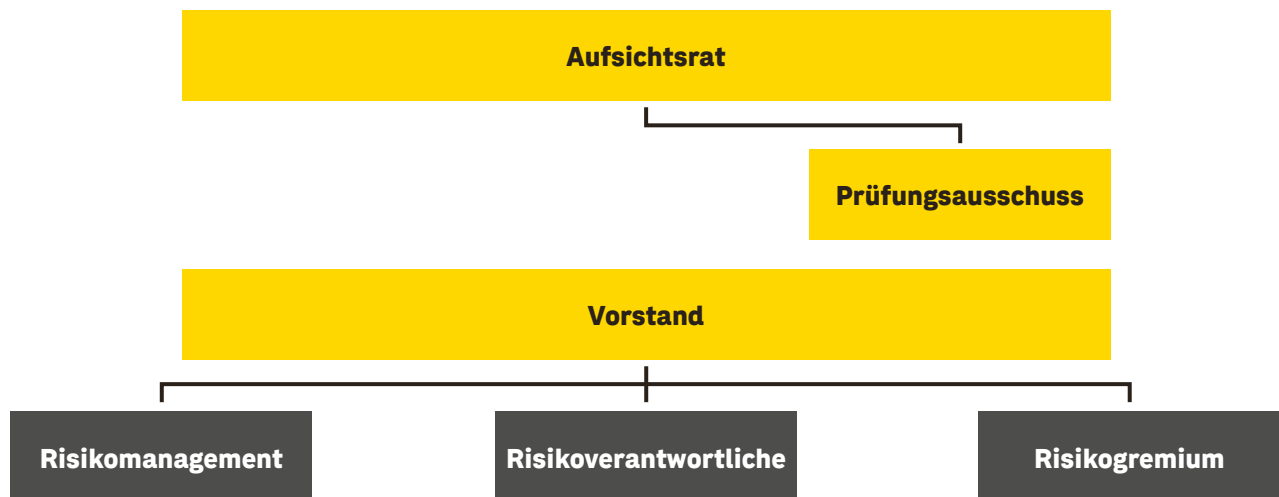 Aufsichtsrat
Prüfungsausschuss
Vorstand
Risikomanagement
Risikoverantwortliche
Risikogremium